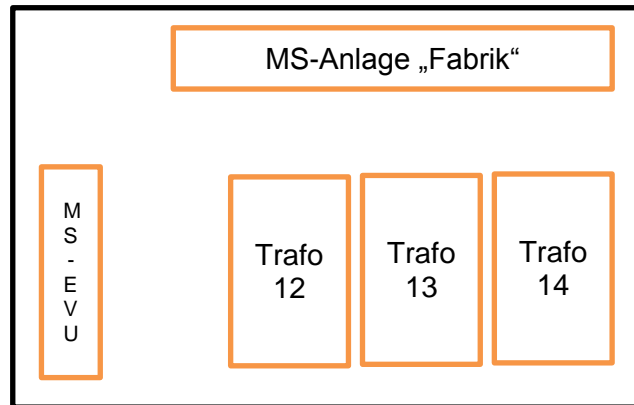 MS-Anlage „Fabrik“
M
S
-
E
V
U
Trafo
12
Trafo
13
Trafo
14